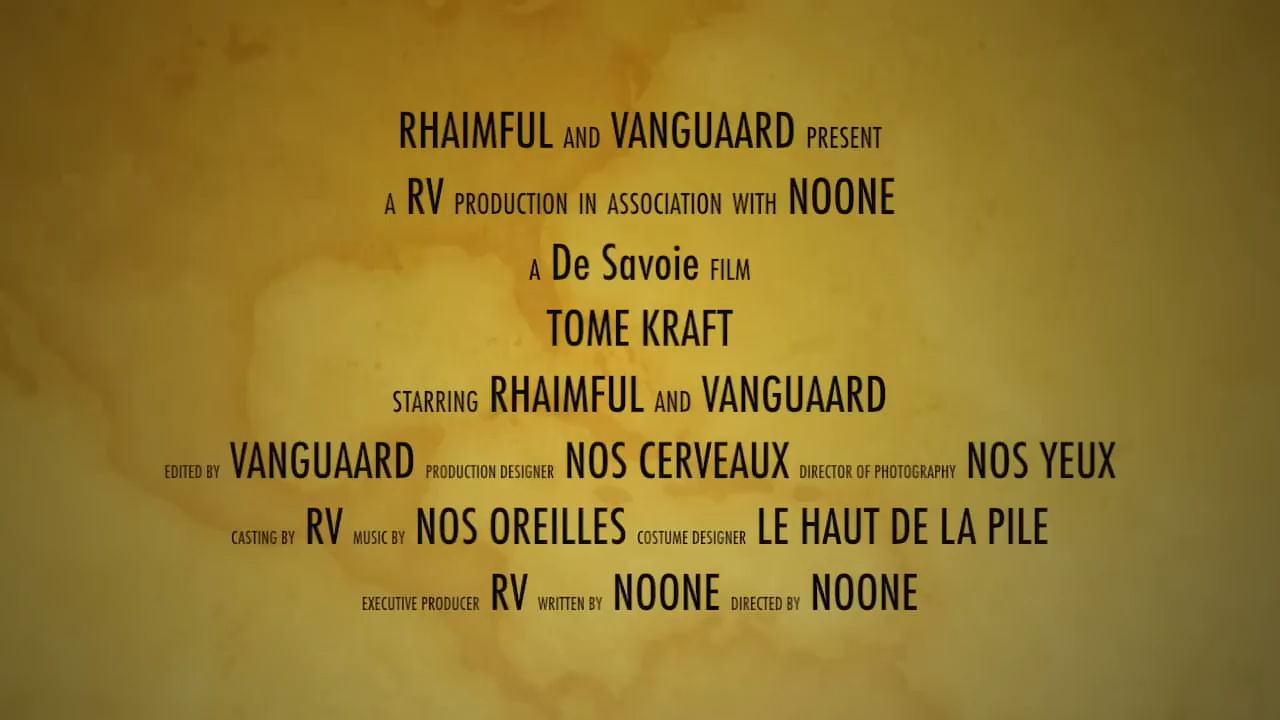 RHAIMFUL AND VANGUAARD PRESENT
A RV PRODUCTION IN ASSOCIATION WITH NOONE
A De Savoie FILM
TOME KRAFT
STARRING RHAIMFUL AND VANGUAARD
EDITED BY VANGUAARD PRODUCTION DESIGNER NOS CERVEAUX DIRECTOR OF PHOTOGRAPHY NOS YEUX
CASTING BY RV MUSIC BY NOS OREILLES COSTUME DESIGNER LE HAUT DE LA PILE
EXECUTIVE PRODUCER RV WRITTEN BY NOONE DIRECTED BY NOONE